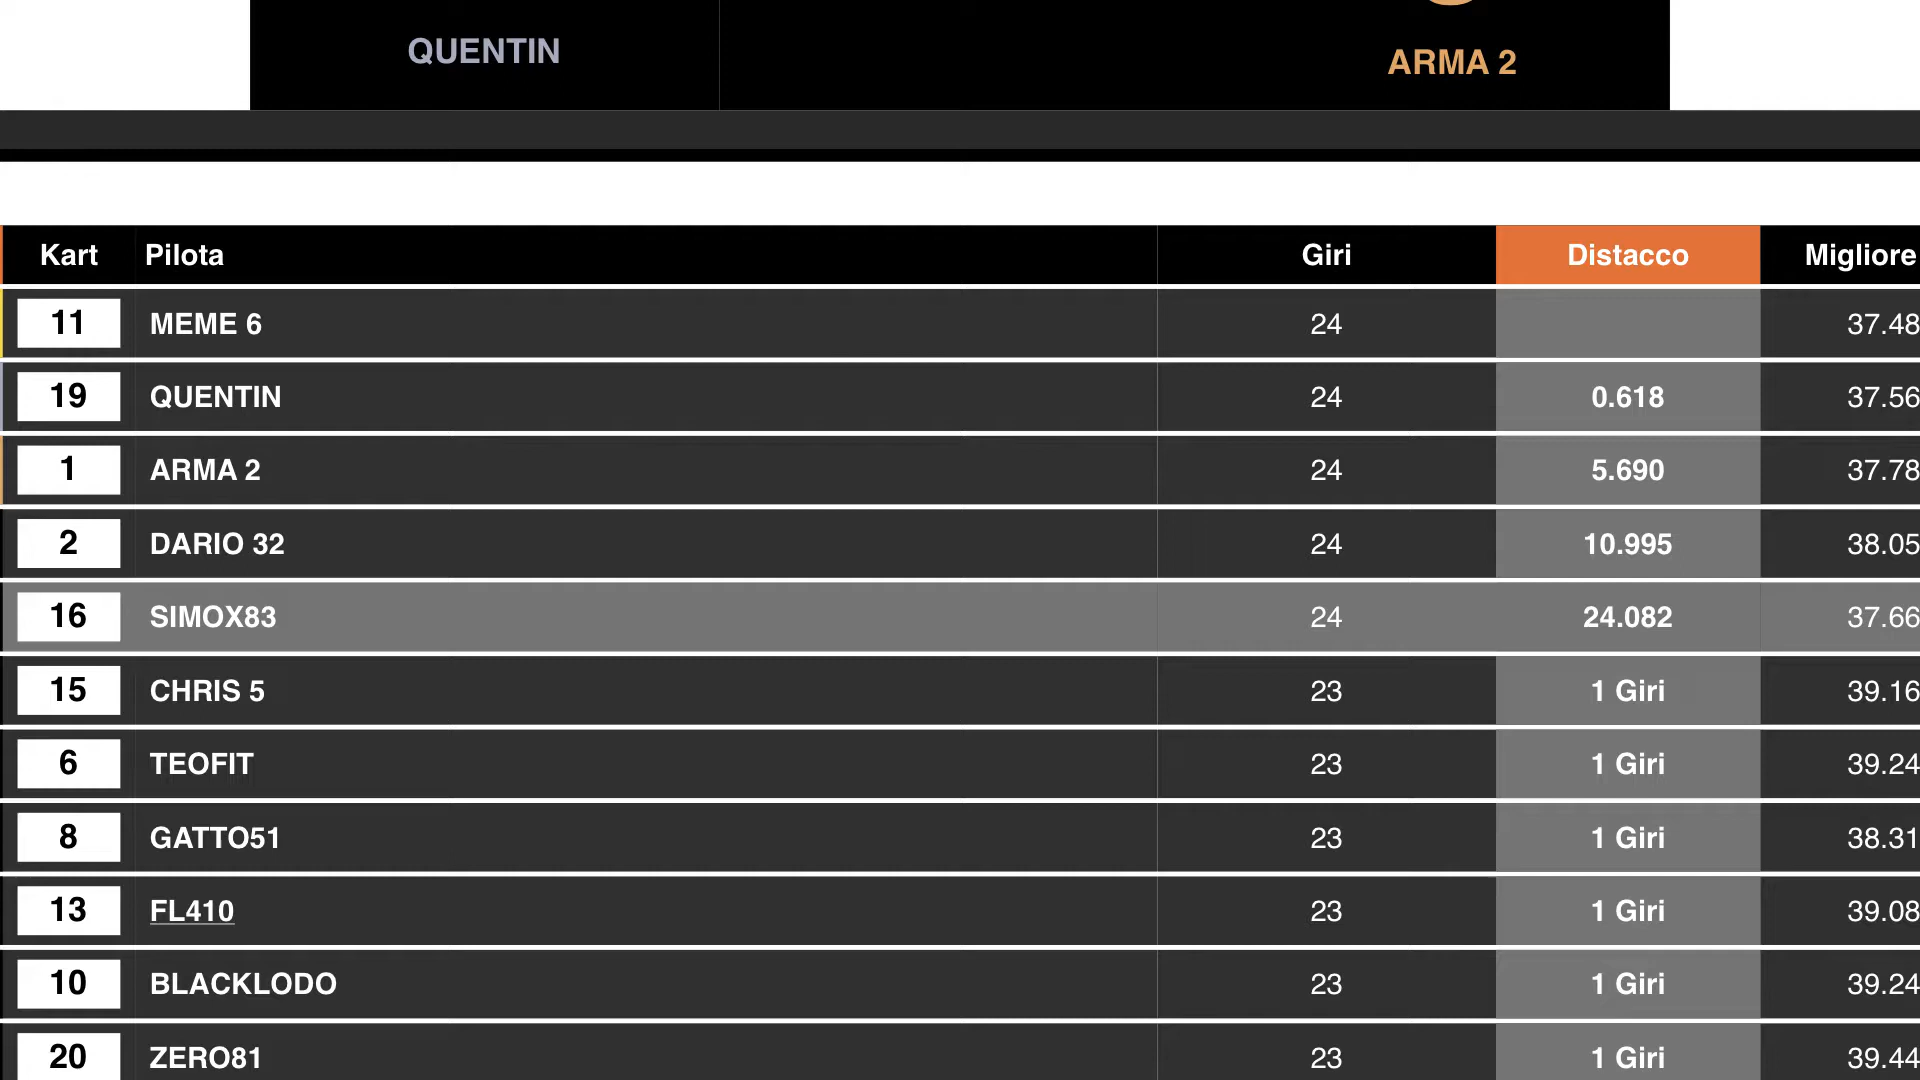 QUENTIN
ARMA 2
Kart Pilota Giri Distacco Migliore
11 MEME 6 24 37.48
19 QUENTIN 24 0.618 37.56
1 ARMA 2 24 5.690 37.78
2 DARIO 32 24 10.995 38.05
16 SIMOX83 24 24.082 37.66
15 CHRIS 5 23 1 Giri 39.16
6 TEOFIT 23 1 Giri 39.24
8 GATTO51 23 1 Giri 38.31
13 FL410 23 1 Giri 39.08
10 BLACKLODO 23 1 Giri 39.24
20 ZERO81 23 1 Giri 39.44